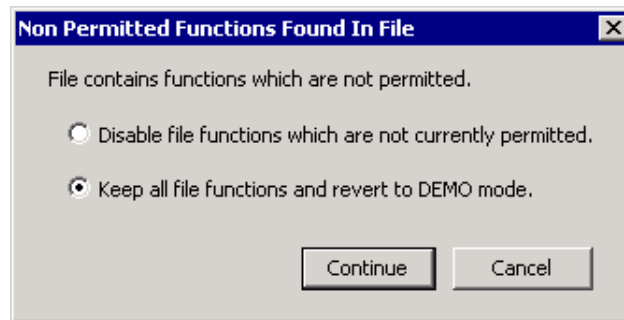 Non Permitted Functions Found In File
File contains functions which are not permitted.
Disable file functions which are not currently permitted.
Keep all file functions and revert to DEMO mode.
Continue Cancel